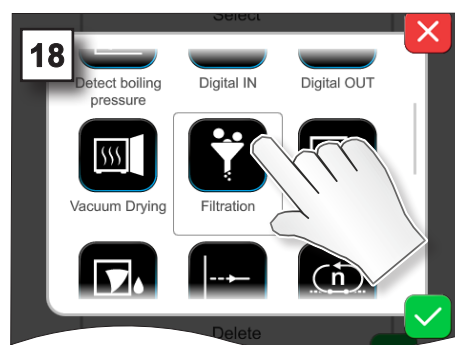 Select
18
Detect boiling
pressure
Digital IN
Digital OUT
Vacuum Drying
Filtration
n
Delete